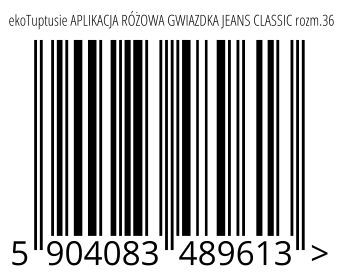 ekoTuptusie APLIKACJA RÓŻOWA GWIAZDKA JEANS CLASSIC rozm.36
5 904083 489613 >